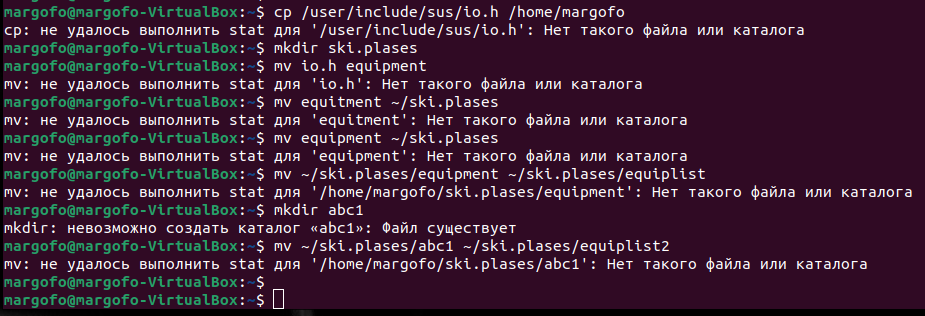 margofo@margofo-VirtualBox:~$ cp /user/include/sus/io.h /home/margofo
cp: не удалось выполнить stat для '/user/include/sus/io.h': Нет такого файла или каталога
margofo@margofo-VirtualBox:~$ mkdir ski.plases
margofo@margofo-VirtualBox:~$ mv io.h equipment
mv: не удалось выполнить stat для 'io.h': Нет такого файла или каталога
margofo@margofo-VirtualBox:~$ mv equitment ~/ski.plases
mv: не удалось выполнить stat для 'equitment': Нет такого файла или каталога
margofo@margofo-VirtualBox:~$ mv equipment ~/ski.plases
mv: не удалось выполнить stat для 'equipment': Нет такого файла или каталога
margofo@margofo-VirtualBox:~$ mv ~/ski.plases/equipment ~/ski.plases/equiplist
mv: не удалось выполнить stat для '/home/margofo/ski.plases/equipment': Нет такого файла или каталога
margofo@margofo-VirtualBox:~$ mkdir abc1
mkdir: невозможно создать каталог «abc1»: Файл существует
margofo@margofo-VirtualBox:~$ mv ~/ski.plases/abc1 ~/ski.plases/equiplist2
mv: не удалось выполнить stat для '/home/margofo/ski.plases/abc1': Нет такого файла или каталога
margofo@margofo-VirtualBox:~$
margofo@margofo-VirtualBox:~$